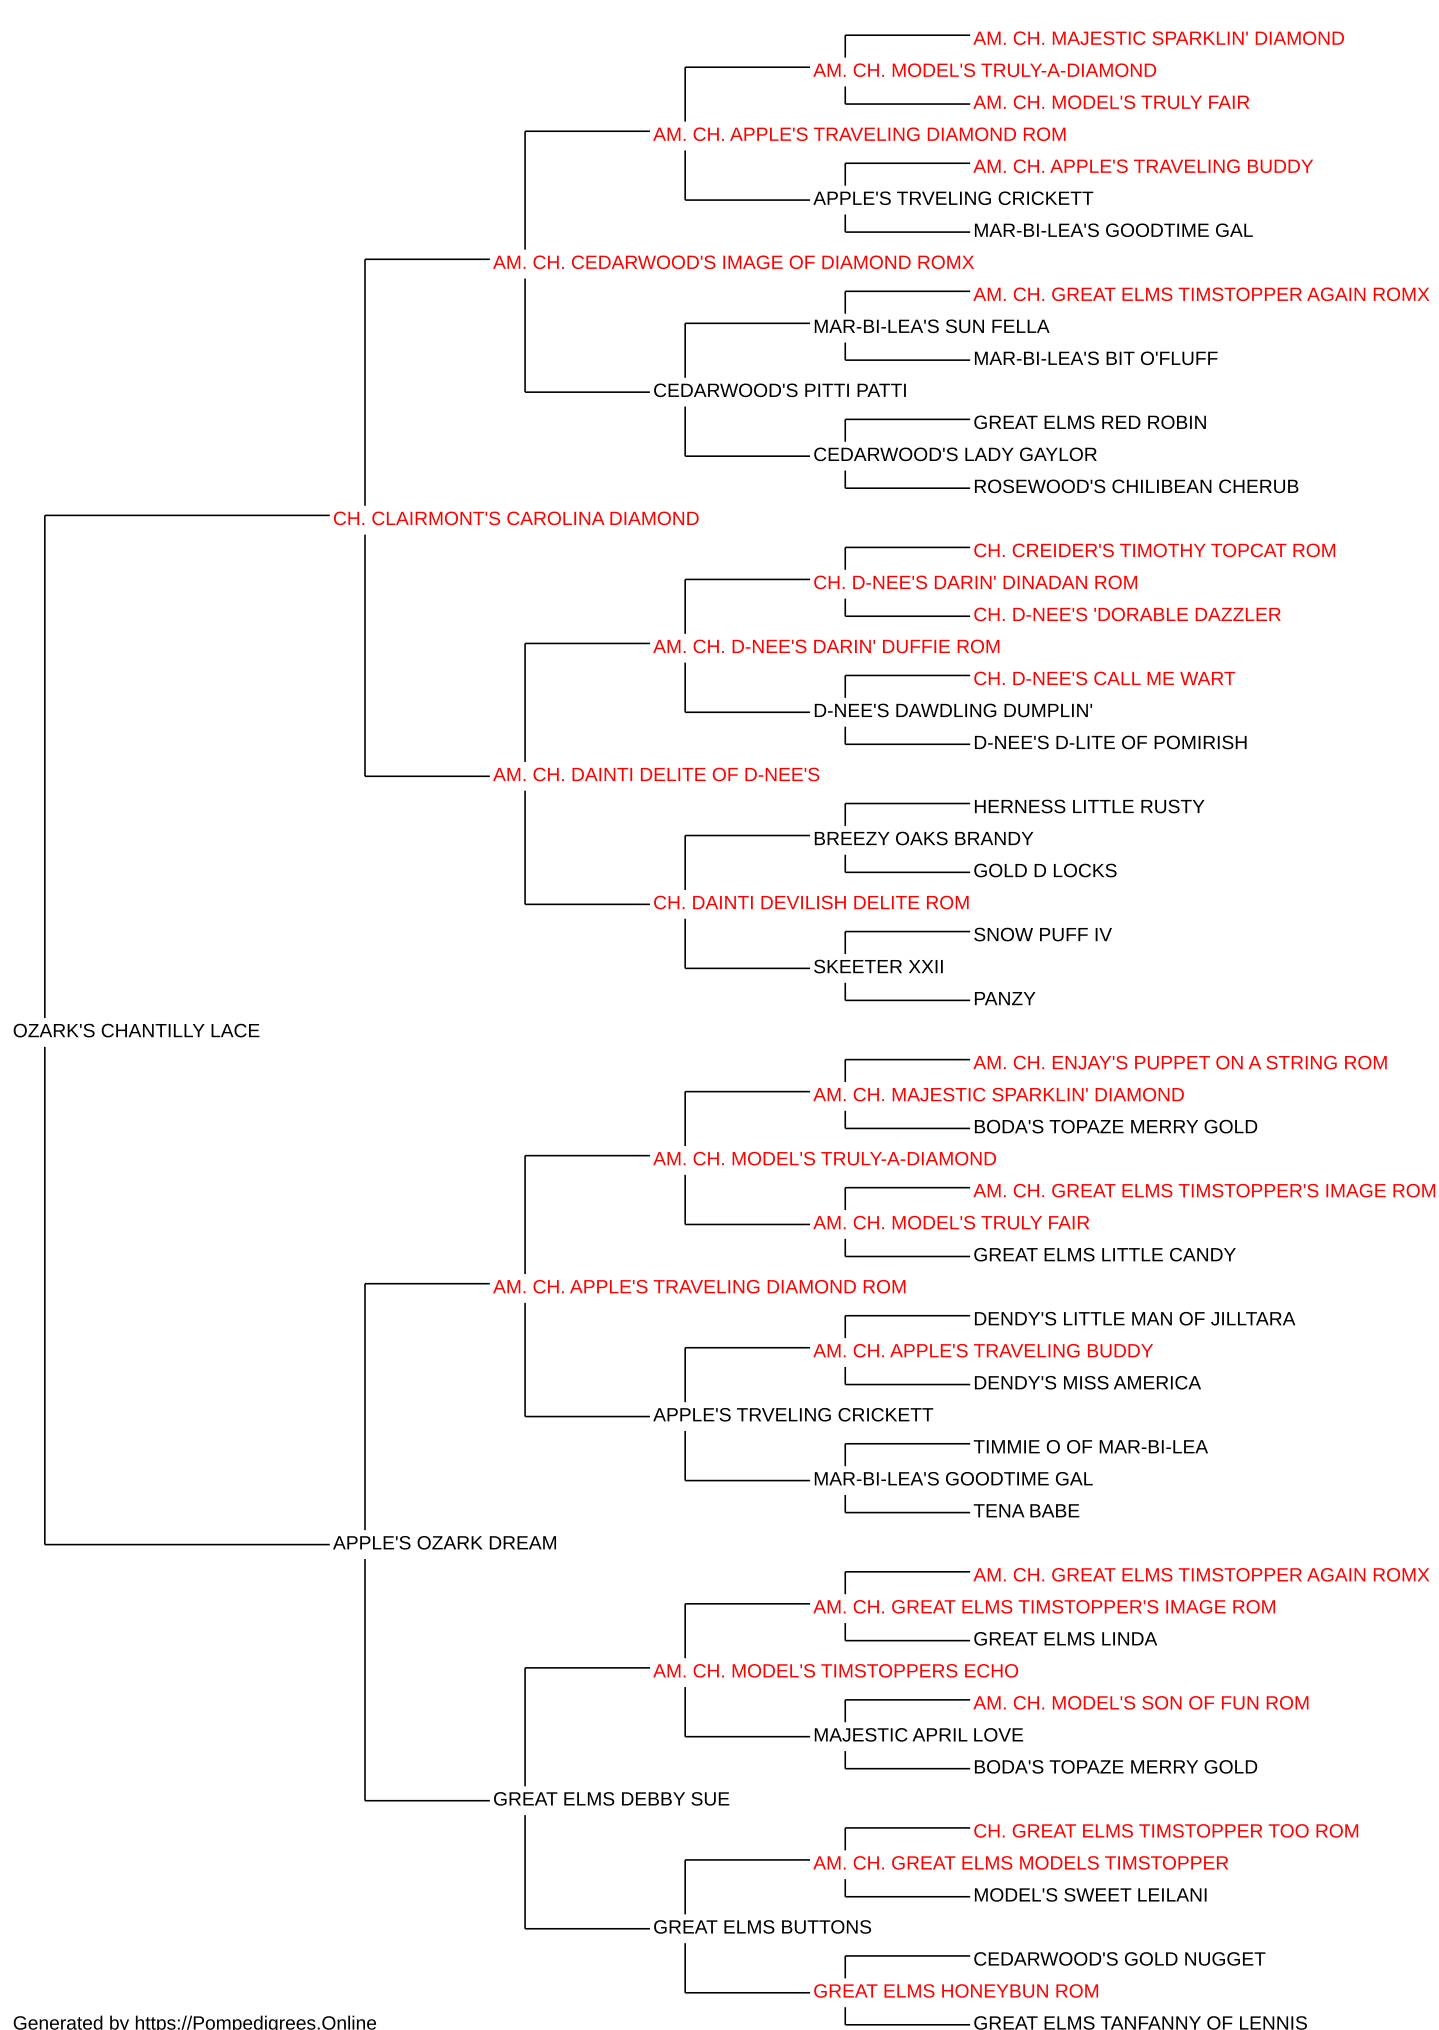 AM. CH. MAJESTIC SPARKLIN' DIAMOND
AM. CH. MODEL'S TRULY-A-DIAMOND
AM. CH. MODEL'S TRULY FAIR
AM. CH. APPLE'S TRAVELING DIAMOND ROM
AM. CH. APPLE'S TRAVELING BUDDY
APPLE'S TRVELING CRICKETT
MAR-BI-LEA'S GOODTIME GAL
AM. CH. CEDARWOOD'S IMAGE OF DIAMOND ROMX
AM. CH. GREAT ELMS TIMSTOPPER AGAIN ROMX
MAR-BI-LEA'S SUN FELLA
MAR-BI-LEA'S BIT O'FLUFF
CEDARWOOD'S PITTI PATTI
GREAT ELMS RED ROBIN
CEDARWOOD'S LADY GAYLOR
ROSEWOOD'S CHILIBEAN CHERUB
CH. CLAIRMONT'S CAROLINA DIAMOND
CH. CREIDER'S TIMOTHY TOPCAT ROM
CH. D-NEE'S DARIN' DINADAN ROM
CH. D-NEE'S 'DORABLE DAZZLER
AM. CH. D-NEE'S DARIN' DUFFIE ROM
CH. D-NEE'S CALL ME WART
D-NEE'S DAWDLING DUMPLIN'
D-NEE'S D-LITE OF POMIRISH
AM. CH. DAINTI DELITE OF D-NEE'S
HERNESS LITTLE RUSTY
BREEZY OAKS BRANDY
GOLD D LOCKS
CH. DAINTI DEVILISH DELITE ROM
SNOW PUFF IV
SKEETER XXII
PANZY
OZARK'S CHANTILLY LACE
AM. CH. ENJAY'S PUPPET ON A STRING ROM
AM. CH. MAJESTIC SPARKLIN' DIAMOND
BODA'S TOPAZE MERRY GOLD
AM. CH. MODEL'S TRULY-A-DIAMOND
AM. CH. GREAT ELMS TIMSTOPPER'S IMAGE ROM
AM. CH. MODEL'S TRULY FAIR
GREAT ELMS LITTLE CANDY
AM. CH. APPLE'S TRAVELING DIAMOND ROM
DENDY'S LITTLE MAN OF JILLTARA
AM. CH. APPLE'S TRAVELING BUDDY
DENDY'S MISS AMERICA
APPLE'S TRVELING CRICKETT
TIMMIE O OF MAR-BI-LEA
MAR-BI-LEA'S GOODTIME GAL
TENA BABE
APPLE'S OZARK DREAM
AM. CH. GREAT ELMS TIMSTOPPER AGAIN ROMX
AM. CH. GREAT ELMS TIMSTOPPER'S IMAGE ROM
GREAT ELMS LINDA
AM. CH. MODEL'S TIMSTOPPERS ECHO
AM. CH. MODEL'S SON OF FUN ROM
MAJESTIC APRIL LOVE
BODA'S TOPAZE MERRY GOLD
GREAT ELMS DEBBY SUE
CH. GREAT ELMS TIMSTOPPER TOO ROM
AM. CH. GREAT ELMS MODELS TIMSTOPPER
MODEL'S SWEET LEILANI
GREAT ELMS BUTTONS
CEDARWOOD'S GOLD NUGGET
GREAT ELMS HONEYBUN ROM
GREAT ELMS TANFANNY OF LENNIS
Generated by https://Pompedigrees.Online